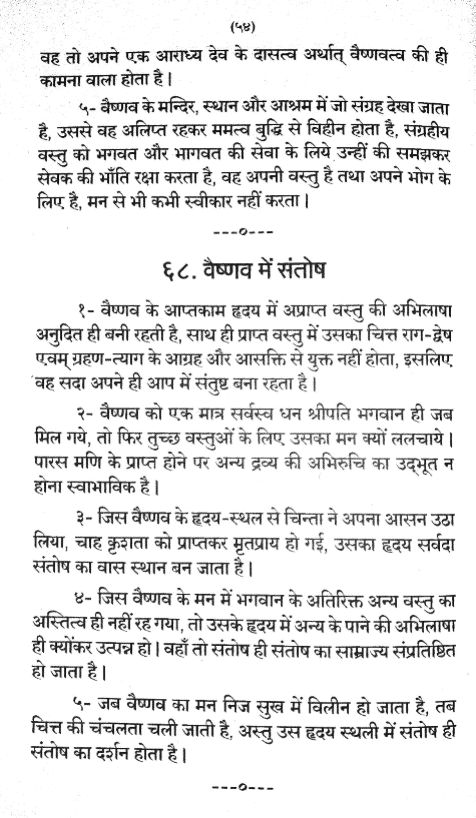 (५४)
वह तो अपने एक आराध्य देव के दासत्व अर्थात् वैष्णवत्व की ही
कामना वाला होता है।
५- वैष्णव के मन्दिर, स्थान और आश्रम में जो संग्रह देखा जाता
है, उससे वह अलिप्त रहकर ममत्व बुद्धि से विहीन होता है, संग्रहीय
वस्तु को भगवत और भागवत की सेवा के लिये उन्हीं की समझकर
सेवक की भाँति रक्षा करता है, वह अपनी वस्तु है तथा अपने भोग के
लिए है, मन से भी कभी स्वीकार नहीं करता।
---०---
६८. वैष्णव में संतोष
१- वैष्णव के आप्तकाम हृदय में अप्राप्त वस्तु की अभिलाषा
अनुदित ही बनी रहती है, साथ ही प्राप्त वस्तु में उसका चित्त राग-द्वेष
एवम् ग्रहण-त्याग के आग्रह और आसक्ति से युक्त नहीं होता, इसलिए
वह सदा अपने ही आप में संतुष्ट बना रहता है।
२- वैष्णव को एक मात्र सर्वस्व धन श्रीपति भगवान ही जब
मिल गये, तो फिर तुच्छ वस्तुओं के लिए उसका मन क्यों ललचाये।
पारस मणि के प्राप्त होने पर अन्य द्रव्य की अभिरुचि का उद्भूत न
होना स्वाभाविक है।
३- जिस वैष्णव के हृदय-स्थल से चिन्ता ने अपना आसन उठा
लिया, चाह कृशता को प्राप्तकर मृतप्राय हो गई, उसका हृदय सर्वदा
संतोष का वास स्थान बन जाता है।
४- जिस वैष्णव के मन में भगवान के अतिरिक्त अन्य वस्तु का
अस्तित्व ही नहीं रह गया, तो उसके हृदय में अन्य के पाने की अभिलाषा
ही क्योंकर उत्पन्न हो। वहाँ तो संतोष ही संतोष का साम्राज्य संप्रतिष्ठित
हो जाता है।
५- जब वैष्णव का मन निज सुख में विलीन हो जाता है, तब
चित्त की चंचलता चली जाती है, अस्तु उस हृदय स्थली में संतोष ही
संतोष का दर्शन होता है।
---०---